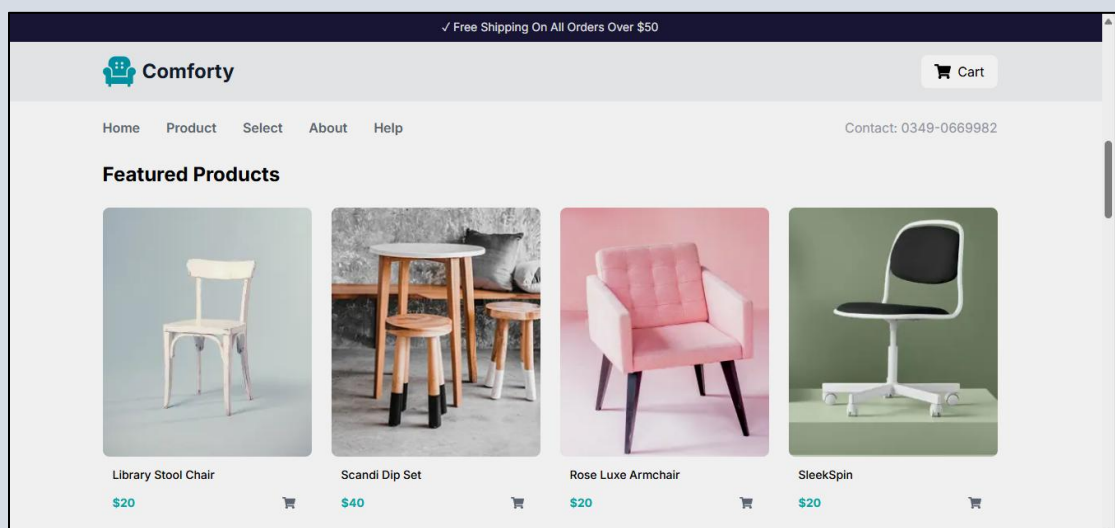 ✓ Free Shipping On All Orders Over $50
Comforty
Cart
Home Product Select About Help
Contact: 0349-0669982
Featured Products
Library Stool Chair
$20
Scandi Dip Set
$40
Rose Luxe Armchair
$20
SleekSpin
$20